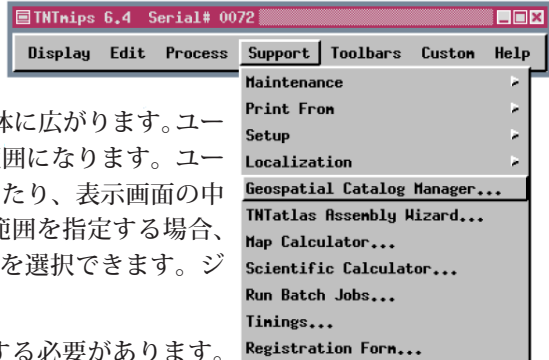 TNTmips 6.4 Serial# 0072
Display Edit Process Support Toolbars Custom Help
Maintenance
Print From
Setup
Localization
Geospatial Catalog Manager...
TNTatlas Assembly Wizard...
Map Calculator...
Scientific Calculator...
Run Batch Jobs...
Timings...
Registration Form...
体に広がります。ユー
囲になります。ユー
たり、表示画面の中
範囲を指定する場合、
を選択できます。ジ
する必要があります。